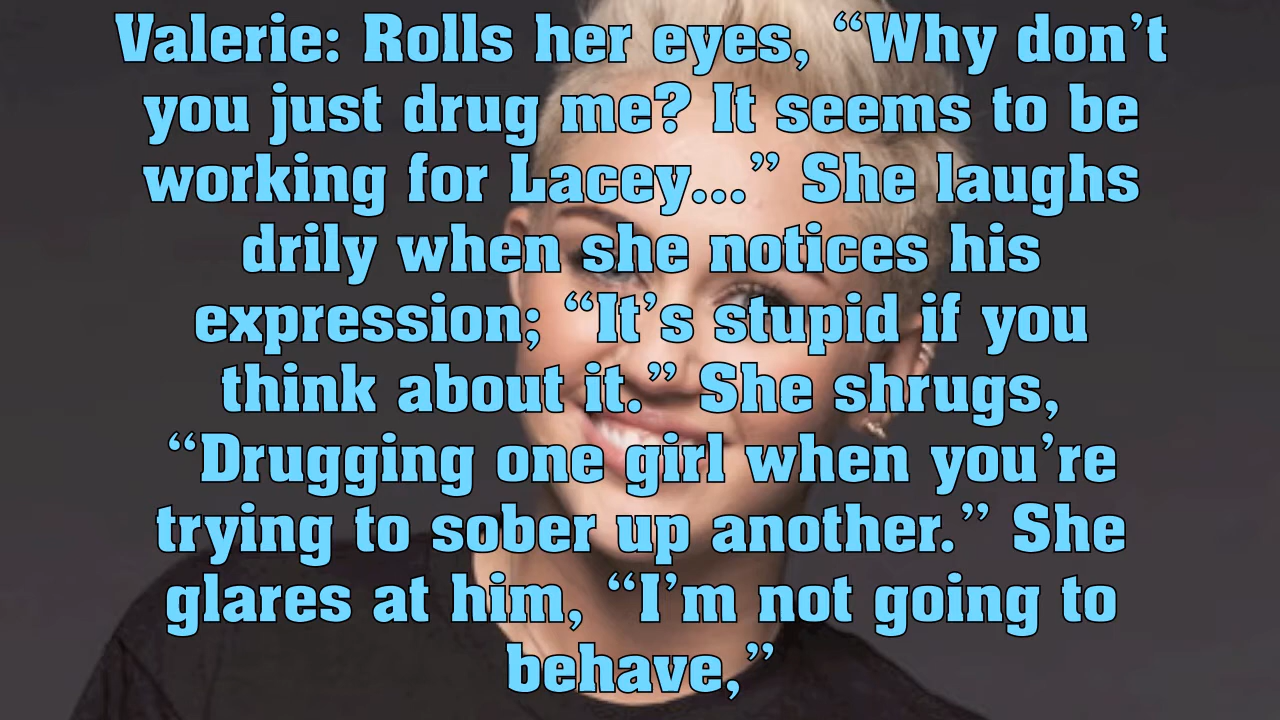 Valerie: Rolls her eyes, “Why don’t
you just drug me? It seems to be
working for Lacey...” She laughs
drily when she notices his
expression; “It’s stupid if you
think about it.” She shrugs,
“Drugging one girl when you’re
trying to sober up another.” She
glares at him, “I’m not going to
behave,”